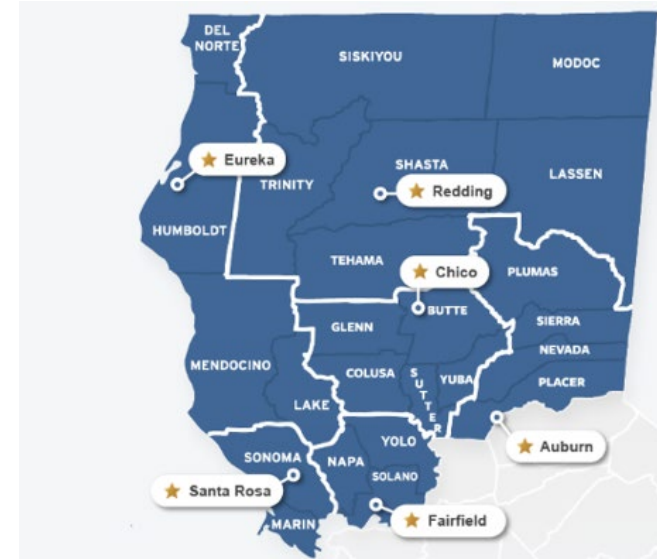 DEL
NORTE
SISKIYOU
MODOC
Eureka
TRINITY
SHASTA
Redding
LASSEN
HUMBOLDT
TEHAMA
Chico
PLUMAS
BUTTE
GLENN
SIERRA
NEVADA
MENDOCINO
COLUSA
SUTTER
YUBA
PLACER
LAKE
YOLO
Auburn
SONOMA
NAPA
SOLANO
Santa Rosa
MARIN
Fairfield